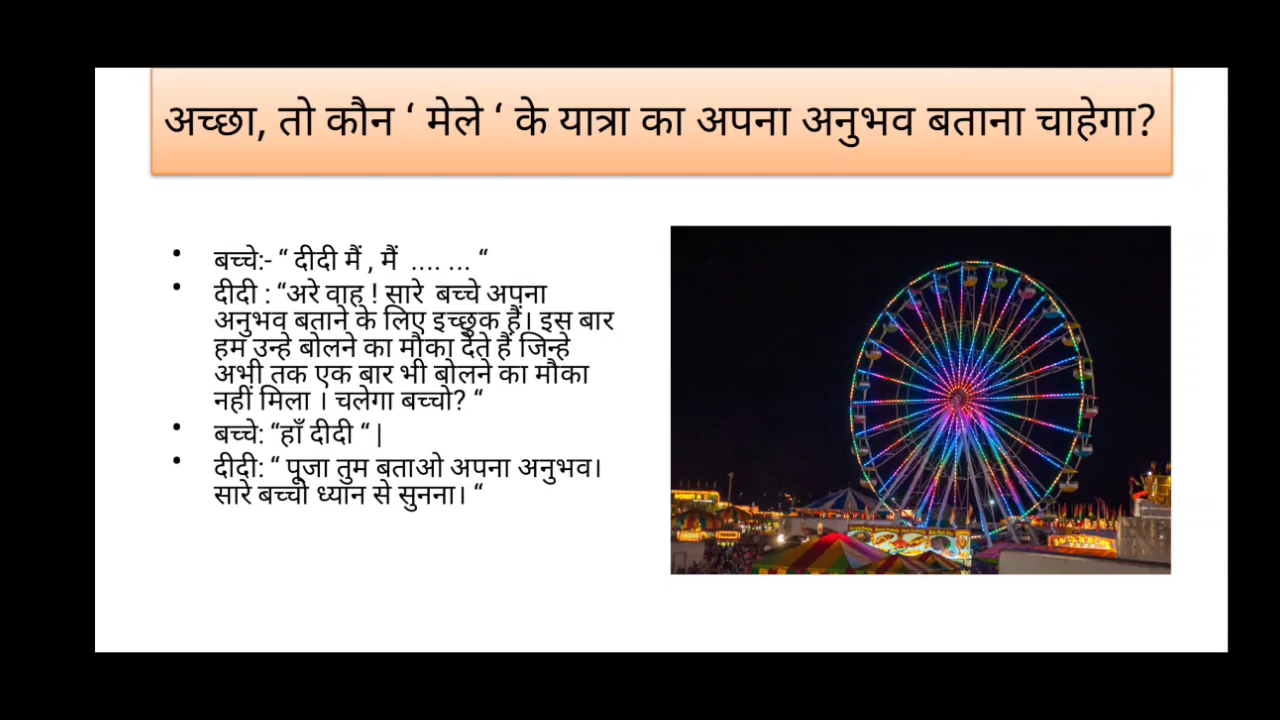 अच्छा, तो कौन ‘ मेले ‘ के यात्रा का अपना अनुभव बताना चाहेगा?
• बच्चे:- “ दीदी मैं , मैं .... ... “
• दीदी : “अरे वाह ! सारे बच्चे अपना
अनुभव बताने के लिए इच्छुक हैं। इस बार
हम उन्हे बोलने का मौका देते हैं जिन्हे
अभी तक एक बार भी बोलने का मौका
नहीं मिला । चलेगा बच्चो? “
• बच्चे: “हाँ दीदी “ |
• दीदी: “ पूजा तुम बताओ अपना अनुभव।
सारे बच्चों ध्यान से सुनना। “